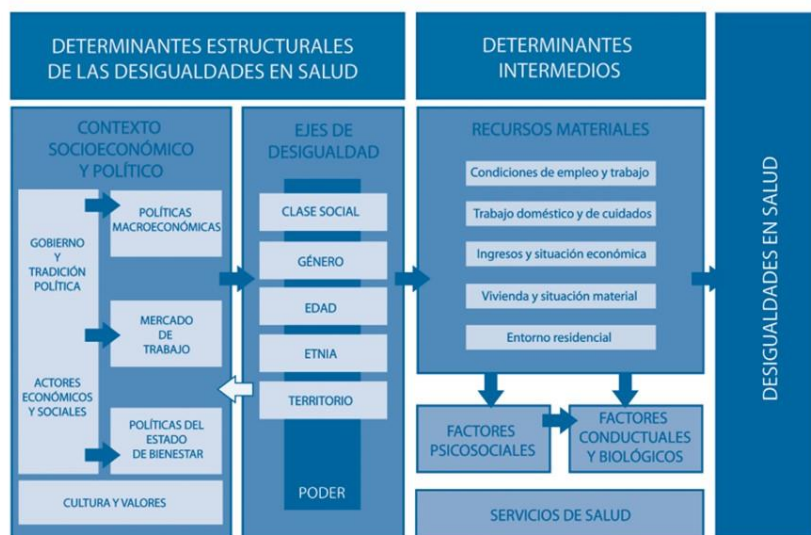 DETERMINANTES ESTRUCTURALES
DE LAS DESIGUALDADES EN SALUD
DETERMINANTES
INTERMEDIOS
CONTEXTO
SOCIOECONÓMICO
Y POLÍTICO
GOBIERNO
Y
TRADICIÓN
POLÍTICA
ACTORES
ECONÓMICOS
Y SOCIALES
POLÍTICAS
MACROECONÓMICAS
MERCADO
DE
TRABAJO
POLÍTICAS DEL
ESTADO
DE BIENESTAR
CULTURA Y VALORES
EJES DE
DESIGUALDAD
CLASE SOCIAL
GÉNERO
EDAD
ETNIA
TERRITORIO
PODER
RECURSOS MATERIALES
Condiciones de empleo y trabajo
Trabajo doméstico y de cuidados
Ingresos y situación económica
Vivienda y situación material
Entorno residencial
FACTORES
PSICOSOCIALES
FACTORES
CONDUCTUALES
Y BIOLÓGICOS
SERVICIOS DE SALUD
DESIGUALDADES EN SALUD